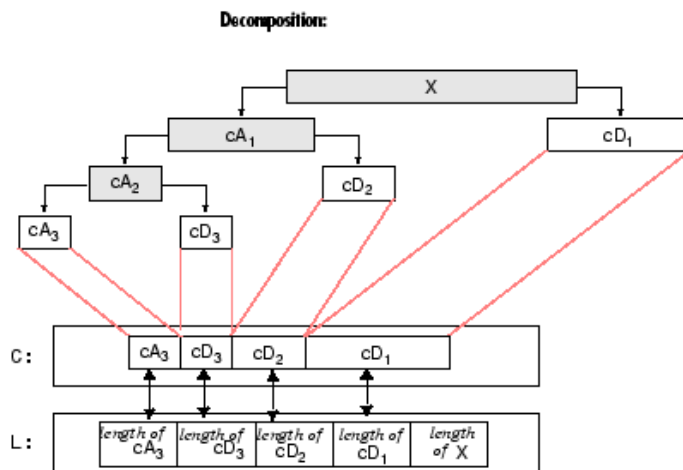 Decomposition:
X
cA1
cD1
cA2
cD2
cA3
cD3
C:
cA3 cD3 cD2 cD1
L:
length of cA3
length of cD3
length of cD2
length of cD1
length of X